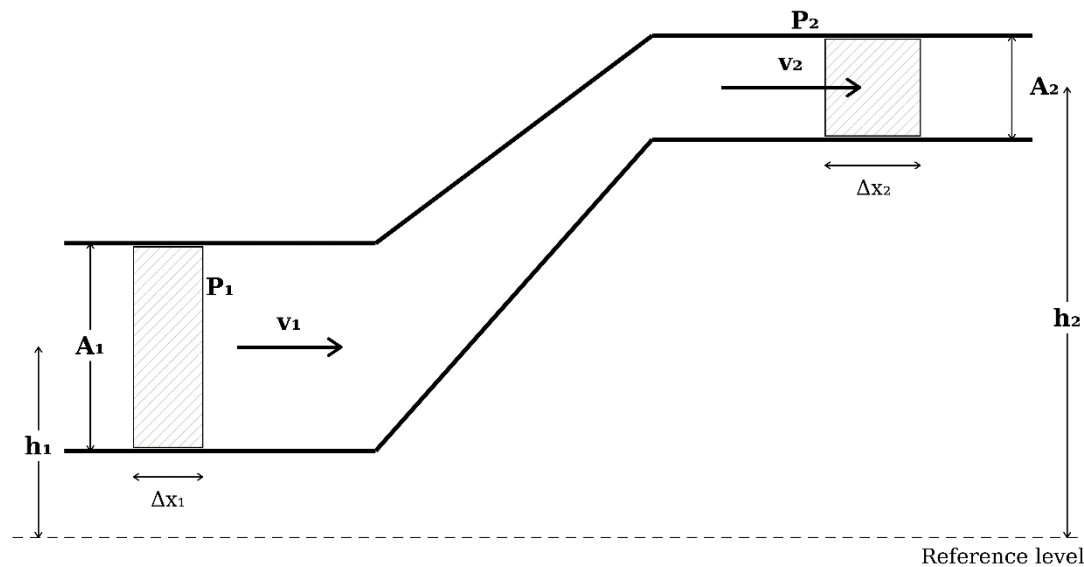 P₂
v₂
A₂
Δx₂
P₁
v₁
A₁
h₂
h₁
Δx₁
Reference level